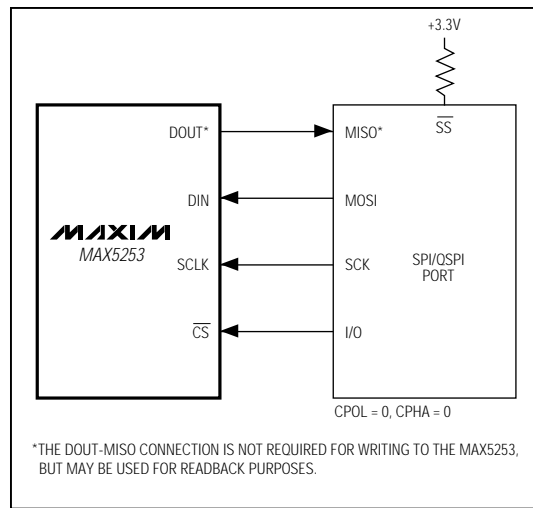 +3.3V
DOUT*
MISO*
SS
DIN
MOSI
MAXIM
MAX5253
SCLK
SCK
SPI/QSPI
PORT
CS
I/O
CPOL = 0, CPHA = 0
*THE DOUT-MISO CONNECTION IS NOT REQUIRED FOR WRITING TO THE MAX5253,
BUT MAY BE USED FOR READBACK PURPOSES.